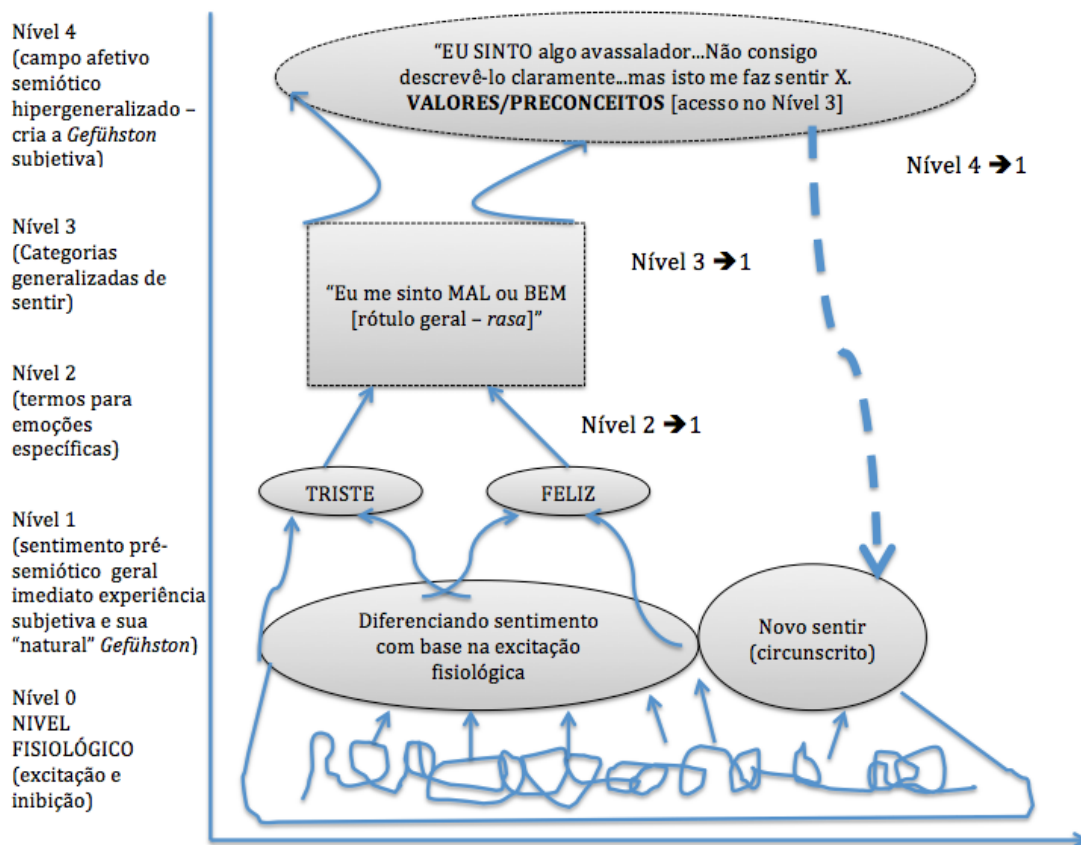 Nível 4
(campo afetivo
semiótico
hipergeneralizado –
cria a Gefühston
subjetiva)
“EU SINTO algo avassalador...Não consigo
descrevê-lo claramente...mas isto me faz sentir X.
VALORES/PRECONCEITOS [acesso no Nível 3]
Nível 4 ➔1
Nível 3
(Categorias
generalizadas de
sentir)
Nível 3 ➔1
“Eu me sinto MAL ou BEM
[rótulo geral – rasa]”
Nível 2
(termos para
emoções
específicas)
Nível 2 ➔1
TRISTE
FELIZ
Nível 1
(sentimento pré-
semiótico geral
imediato experiência
subjetiva e sua
“natural” Gefühston)
Diferenciando sentimento
com base na excitação
fisiológica
Novo sentir
(circunscrito)
Nível 0
NIVEL
FISIOLÓGICO
(excitação e
inibição)